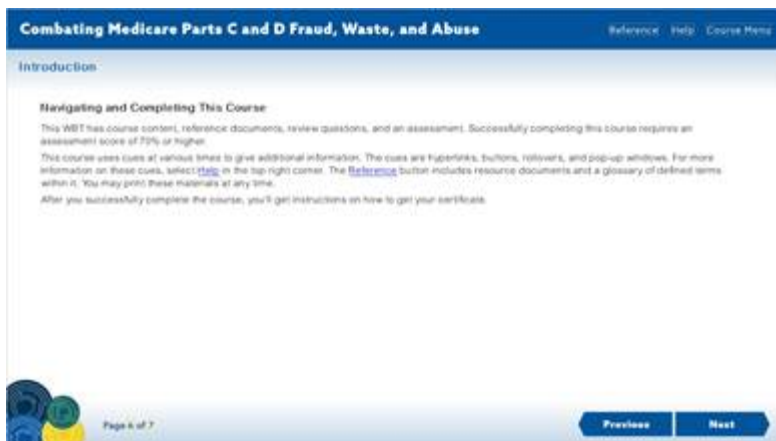 Combating Medicare Parts C and D Fraud, Waste, and Abuse
Reference Help Course Menu
Introduction
Navigating and Completing This Course
This WBT has course content, reference documents, review questions, and an assessment. Successfully completing this course requires an
assessment score of 70% or higher.
This course uses cues at various times to give additional information. The cues are hyperlinks, buttons, rollovers, and pop-up windows. For more
information on these cues, select Help in the top right corner. The Reference button includes resource documents and a glossary of defined terms
within it. You may print these materials at any time.
After you successfully complete the course, you'll get instructions on how to get your certificate.
Page 6 of 7
Previous
Next